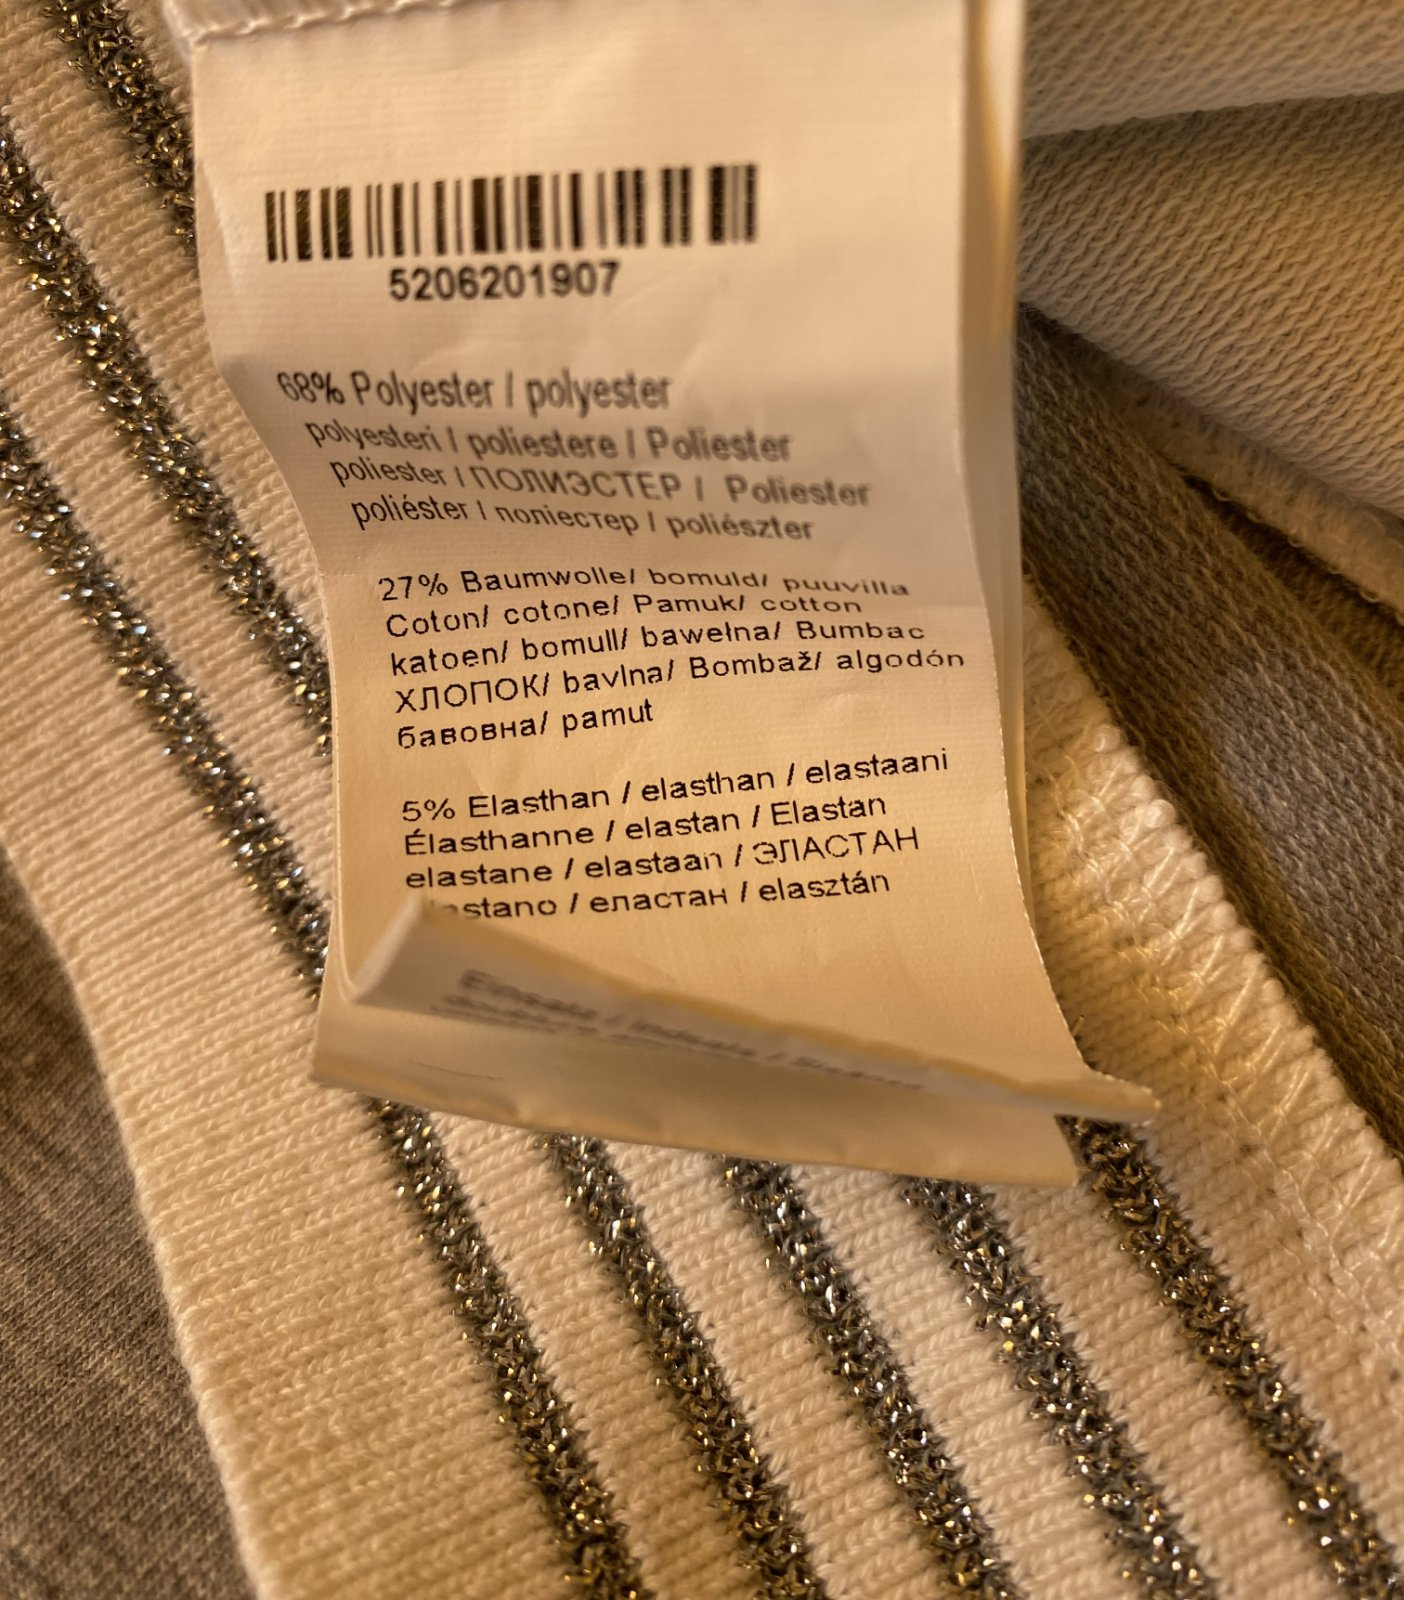 5206201907
68% Polyester / polyester
polyesteri / poliestere / Poliester
poliester / ПОЛИЭСТЕР / Poliester
poliéster / поліестер / poliészter
27% Baumwolle/ bomuld/ puuvilla
Coton/ cotone/ Pamuk/ cotton
katoen/ bomull/ bawełna/ Bumbac
ХЛОПОК/ bavlna/ Bombaž/ algodón
бавовна/ pamut
5% Elasthan / elasthan / elastaani
Élasthanne / elastan / Elastan
elastane / elastaan / ЭЛАСТАН
/ еластан / elasztán
Einsatz / Indsats /